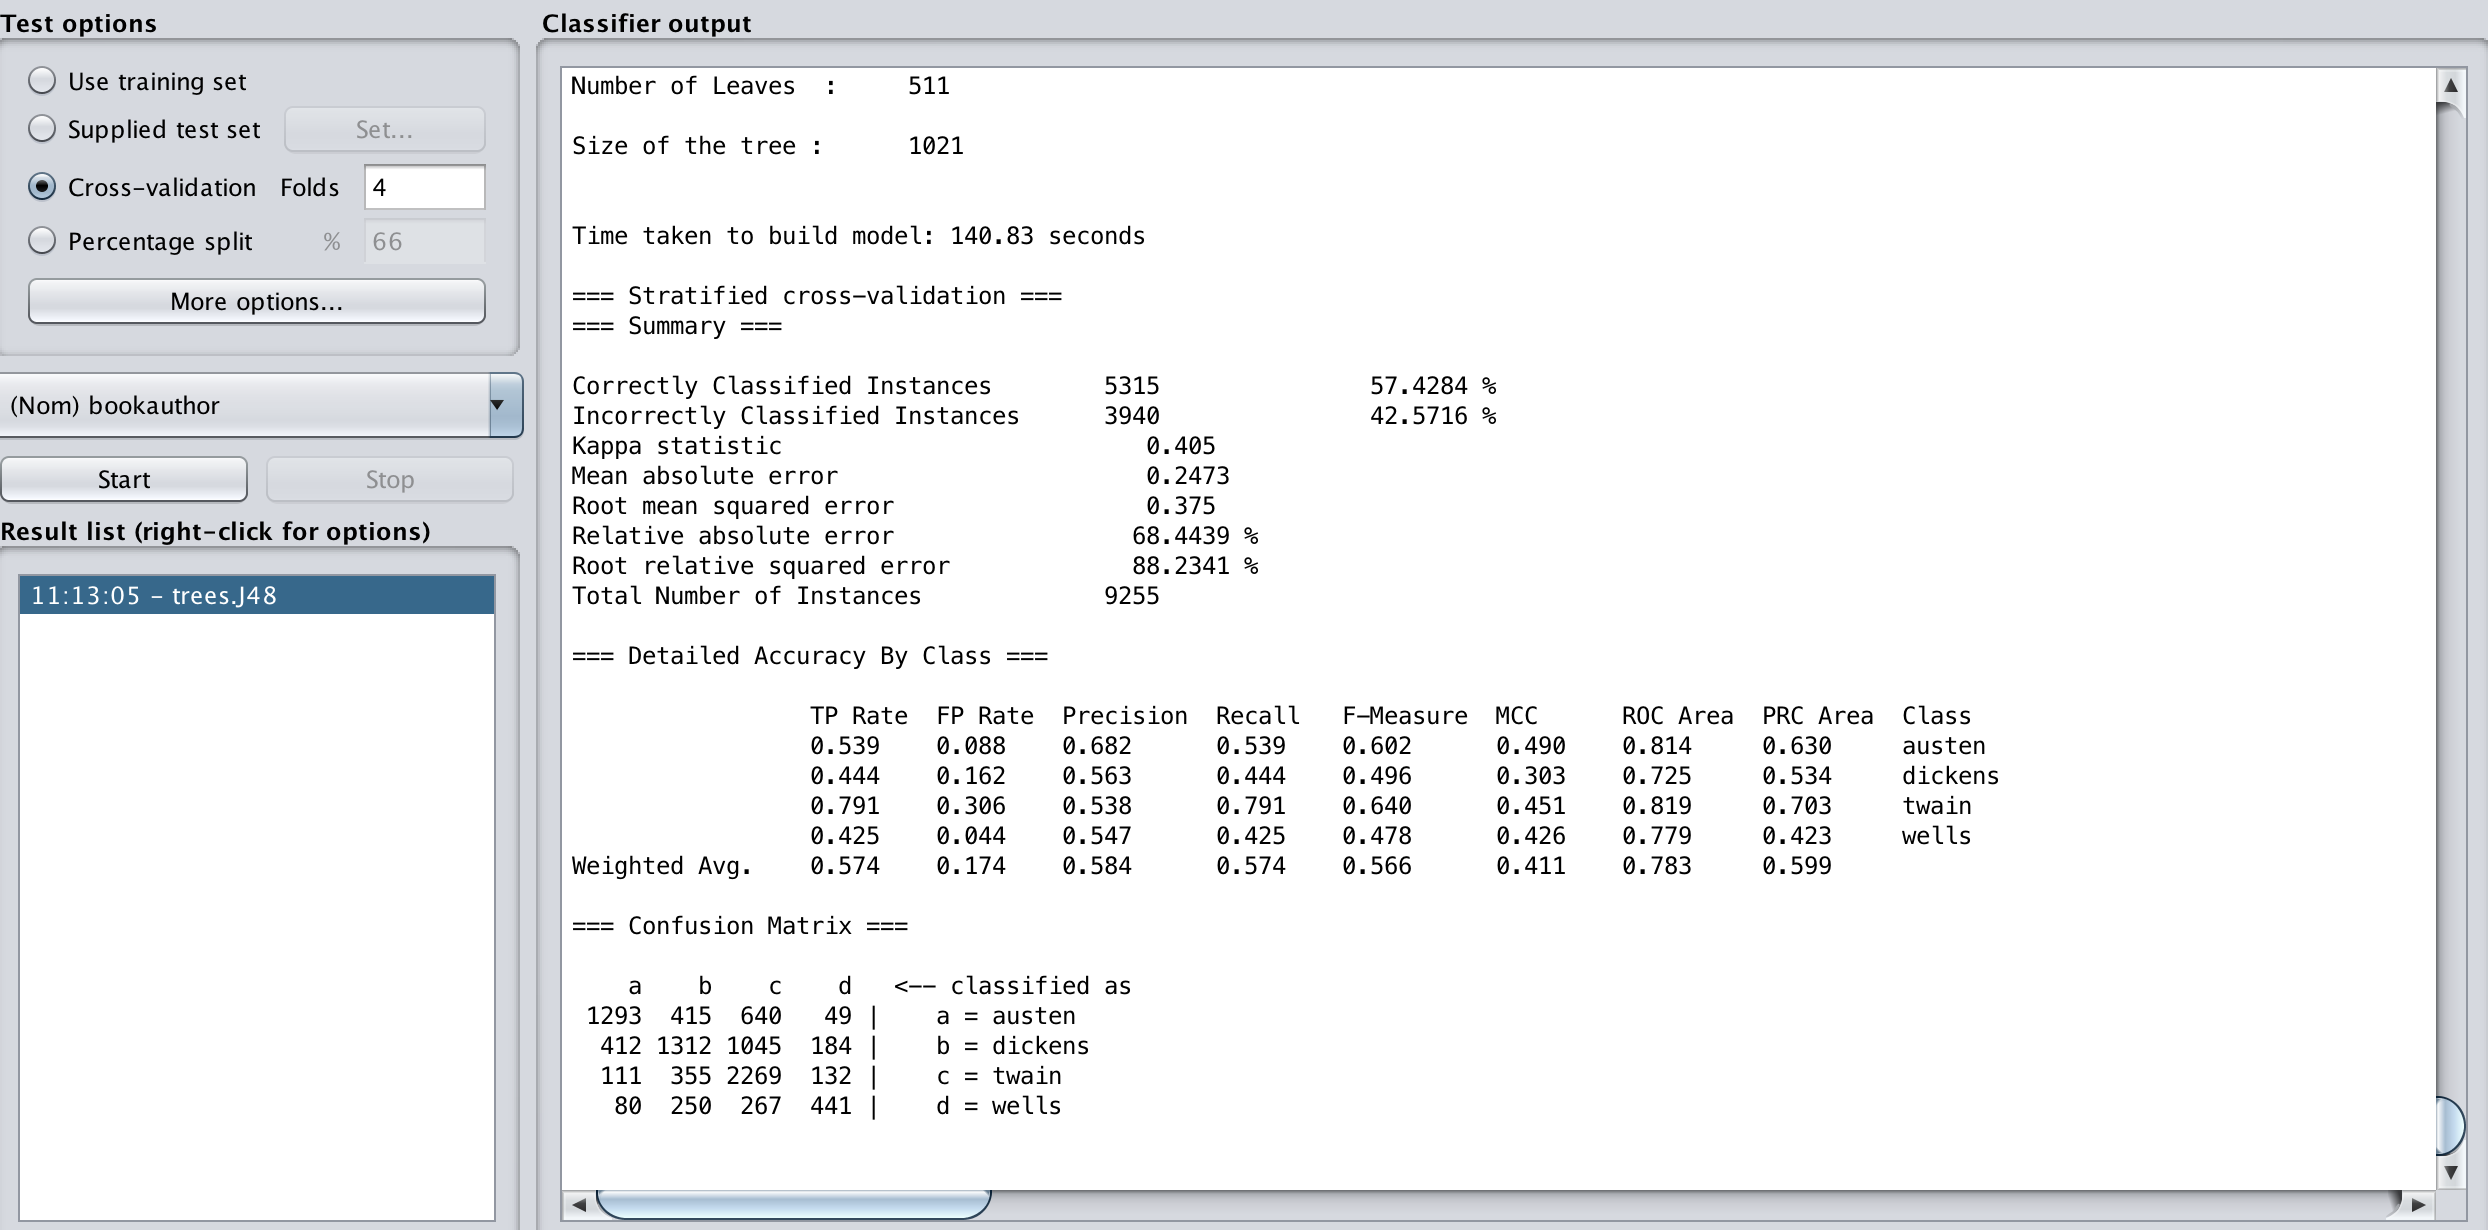 Test options
Use training set
Supplied test set Set...
Cross-validation Folds 4
Percentage split % 66
More options...
(Nom) bookauthor
Start Stop
Result list (right-click for options)
11:13:05 - trees.J48
Classifier output
Number of Leaves : 511
Size of the tree : 1021
Time taken to build model: 140.83 seconds
=== Stratified cross-validation ===
=== Summary ===
Correctly Classified Instances 5315 57.4284 %
Incorrectly Classified Instances 3940 42.5716 %
Kappa statistic 0.405
Mean absolute error 0.2473
Root mean squared error 0.375
Relative absolute error 68.4439 %
Root relative squared error 88.2341 %
Total Number of Instances 9255
=== Detailed Accuracy By Class ===
TP Rate FP Rate Precision Recall F-Measure MCC ROC Area PRC Area Class
0.539 0.088 0.682 0.539 0.602 0.490 0.814 0.630 austen
0.444 0.162 0.563 0.444 0.496 0.303 0.725 0.534 dickens
0.791 0.306 0.538 0.791 0.640 0.451 0.819 0.703 twain
0.425 0.044 0.547 0.425 0.478 0.426 0.779 0.423 wells
Weighted Avg. 0.574 0.174 0.584 0.574 0.566 0.411 0.783 0.599
=== Confusion Matrix ===
a b c d <-- classified as
1293 415 640 49 | a = austen
412 1312 1045 184 | b = dickens
111 355 2269 132 | c = twain
80 250 267 441 | d = wells